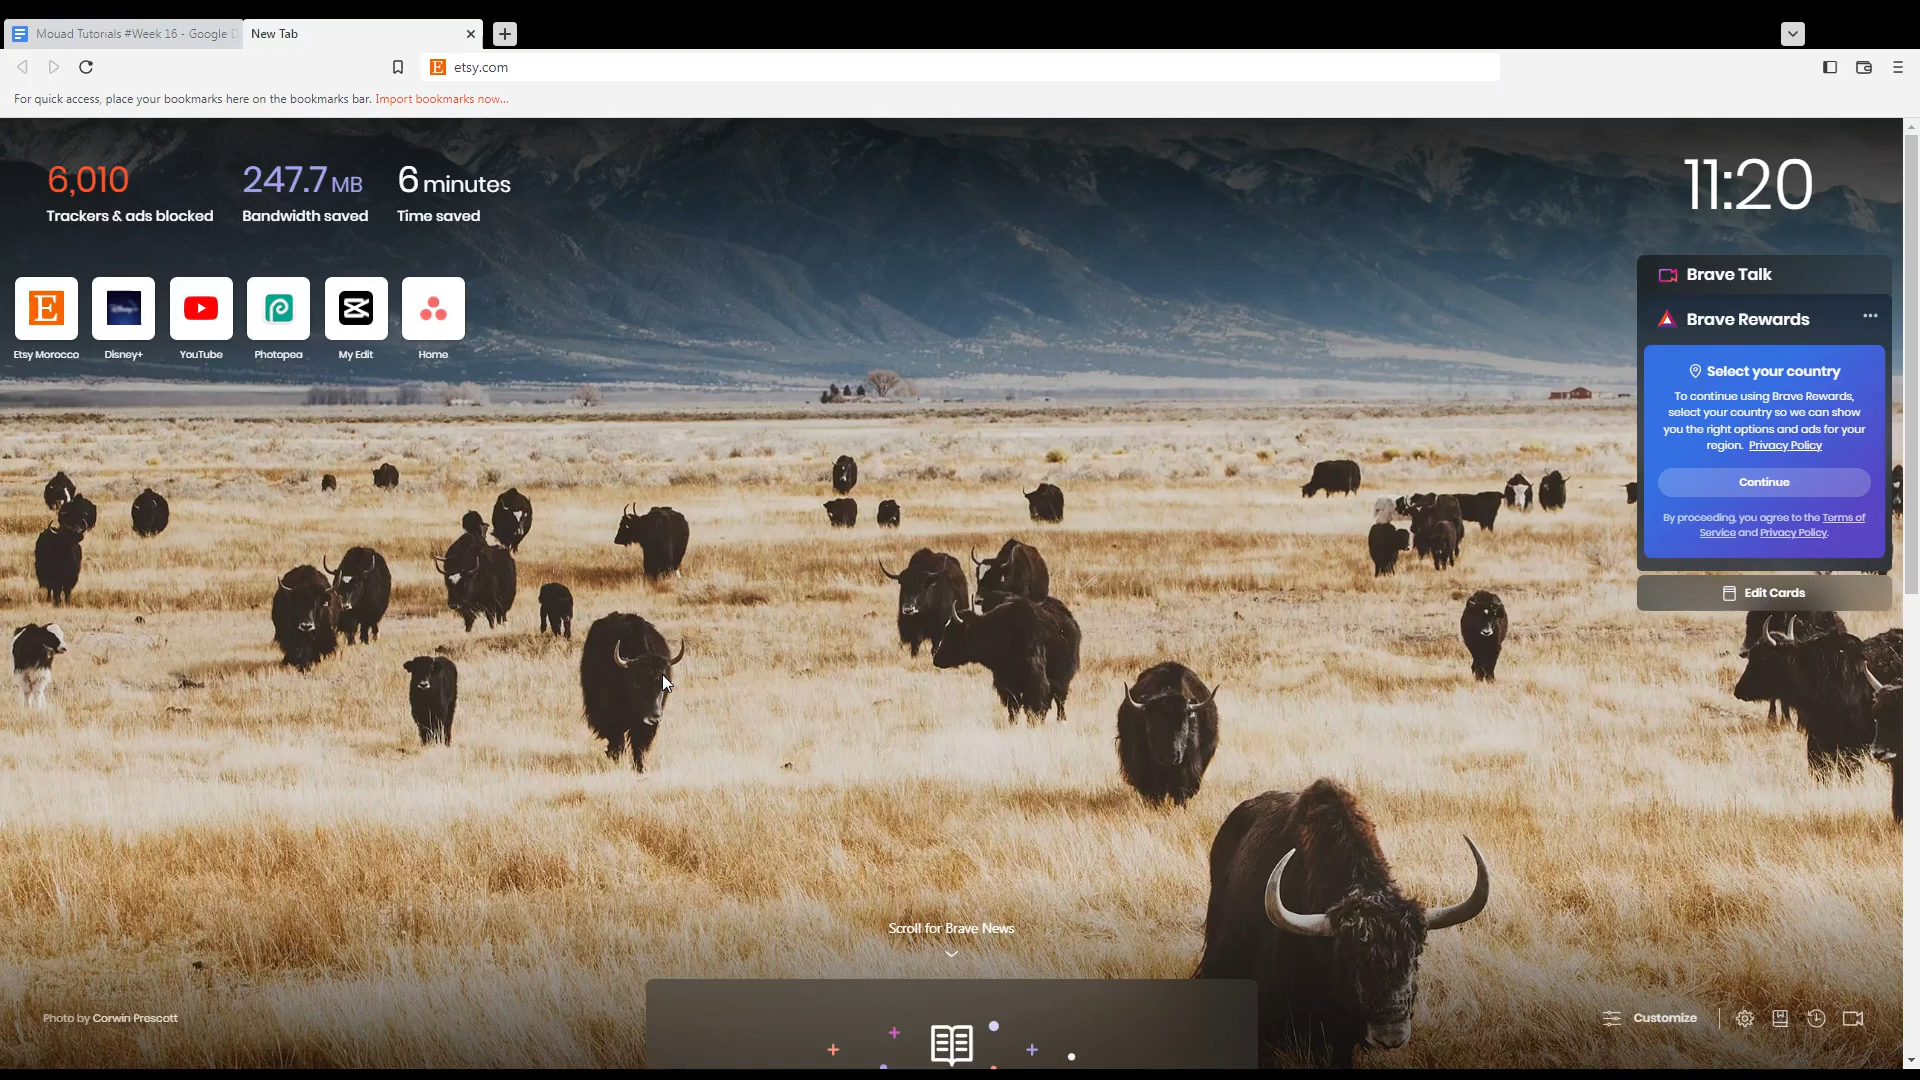 Mouad Tutorials #Week 16 - Google D
New Tab
etsy.com
For quick access, place your bookmarks here on the bookmarks bar. Import bookmarks now...
6,010
Trackers & ads blocked
247.7 MB
Bandwidth saved
6 minutes
Time saved
11:20
E
Etsy Morocco
Disney+
YouTube
Photopea
My Edit
Home
Brave Talk
Brave Rewards
Select your country
To continue using Brave Rewards,
select your country so we can show
you the right options and ads for your
region. Privacy Policy
Continue
By proceeding, you agree to the Terms of
Service and Privacy Policy.
Edit Cards
Scroll for Brave News
Photo by Corwin Prescott
Customize